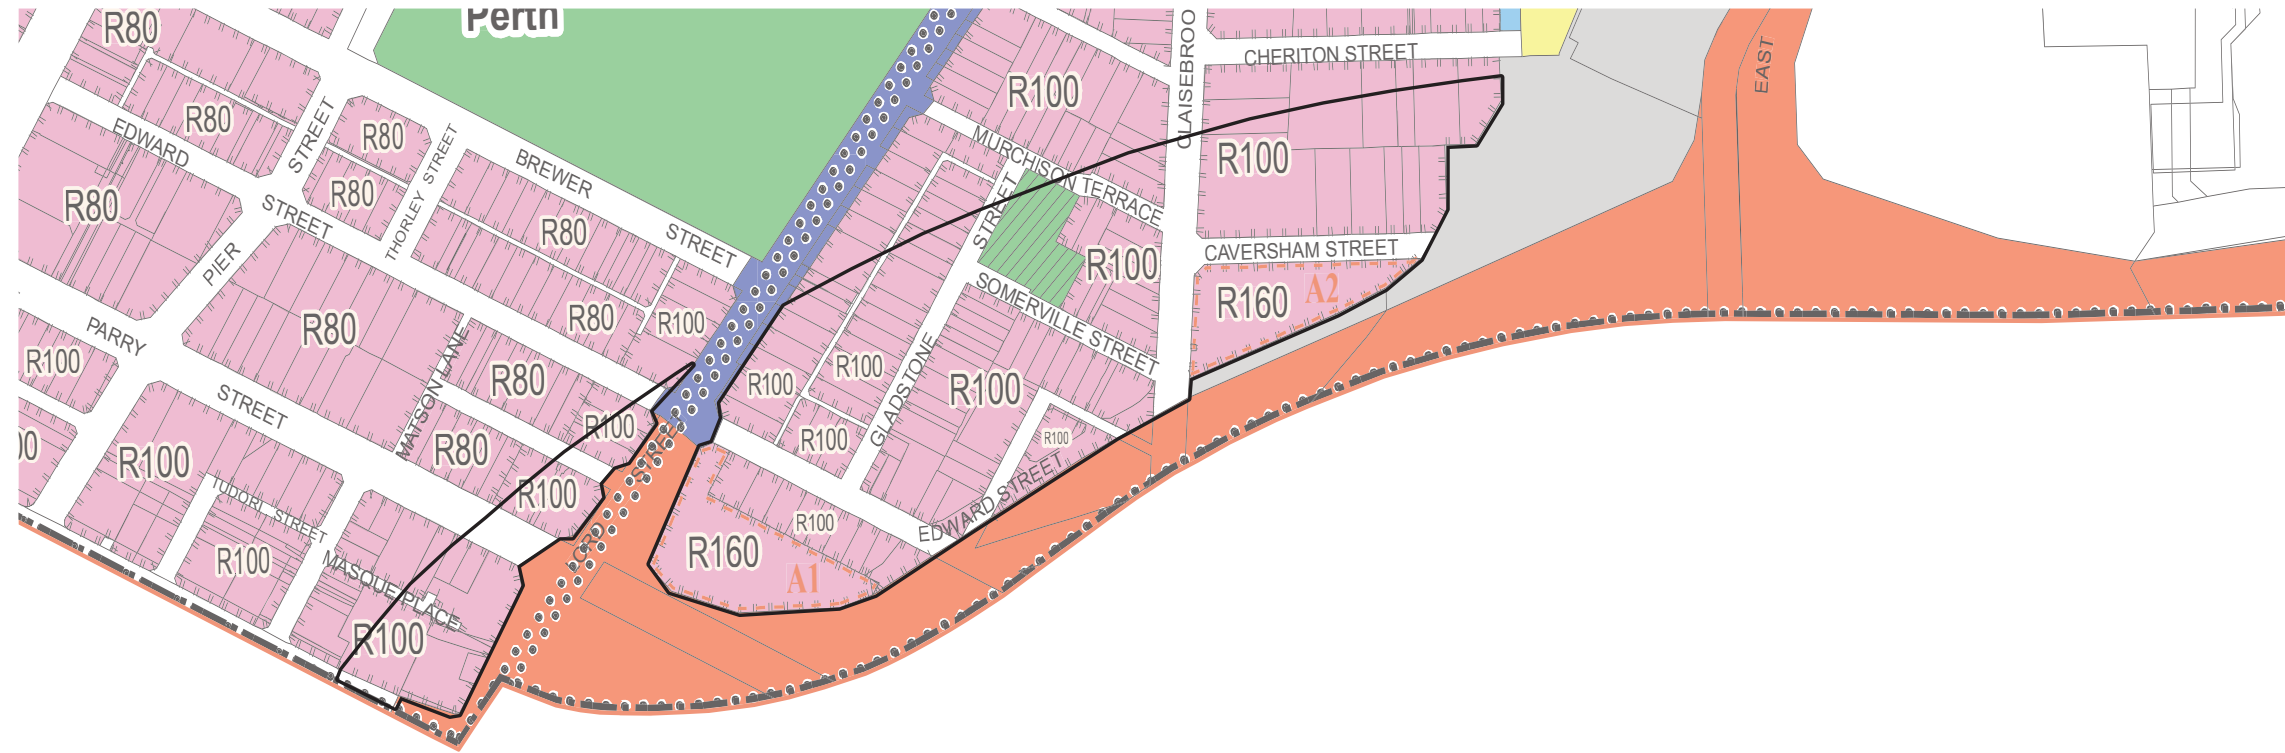 Perth
R80
R100
CLAISEBROO
CHERITON STREET
EAST
R80
EDWARD
STREET
R80
STREET
THORLEY STREET
BREWER
STREET
MURCHISON TERRACE
R100
R80
R80
STREET
PIER
R80
STREET
R100
CAVERSHAM STREET
R160
A2
SOMERVILLE STREET
PARRY
STREET
R80
R80
R100
R100
MATSON LANE
R80
R100
R100
GLADSTONE
R100
R100
R100
R100
R80
R100
R100
STREET
LORD
R160
A1
R100
EDWARD STREET
R100
MASQUE PLACE
R100